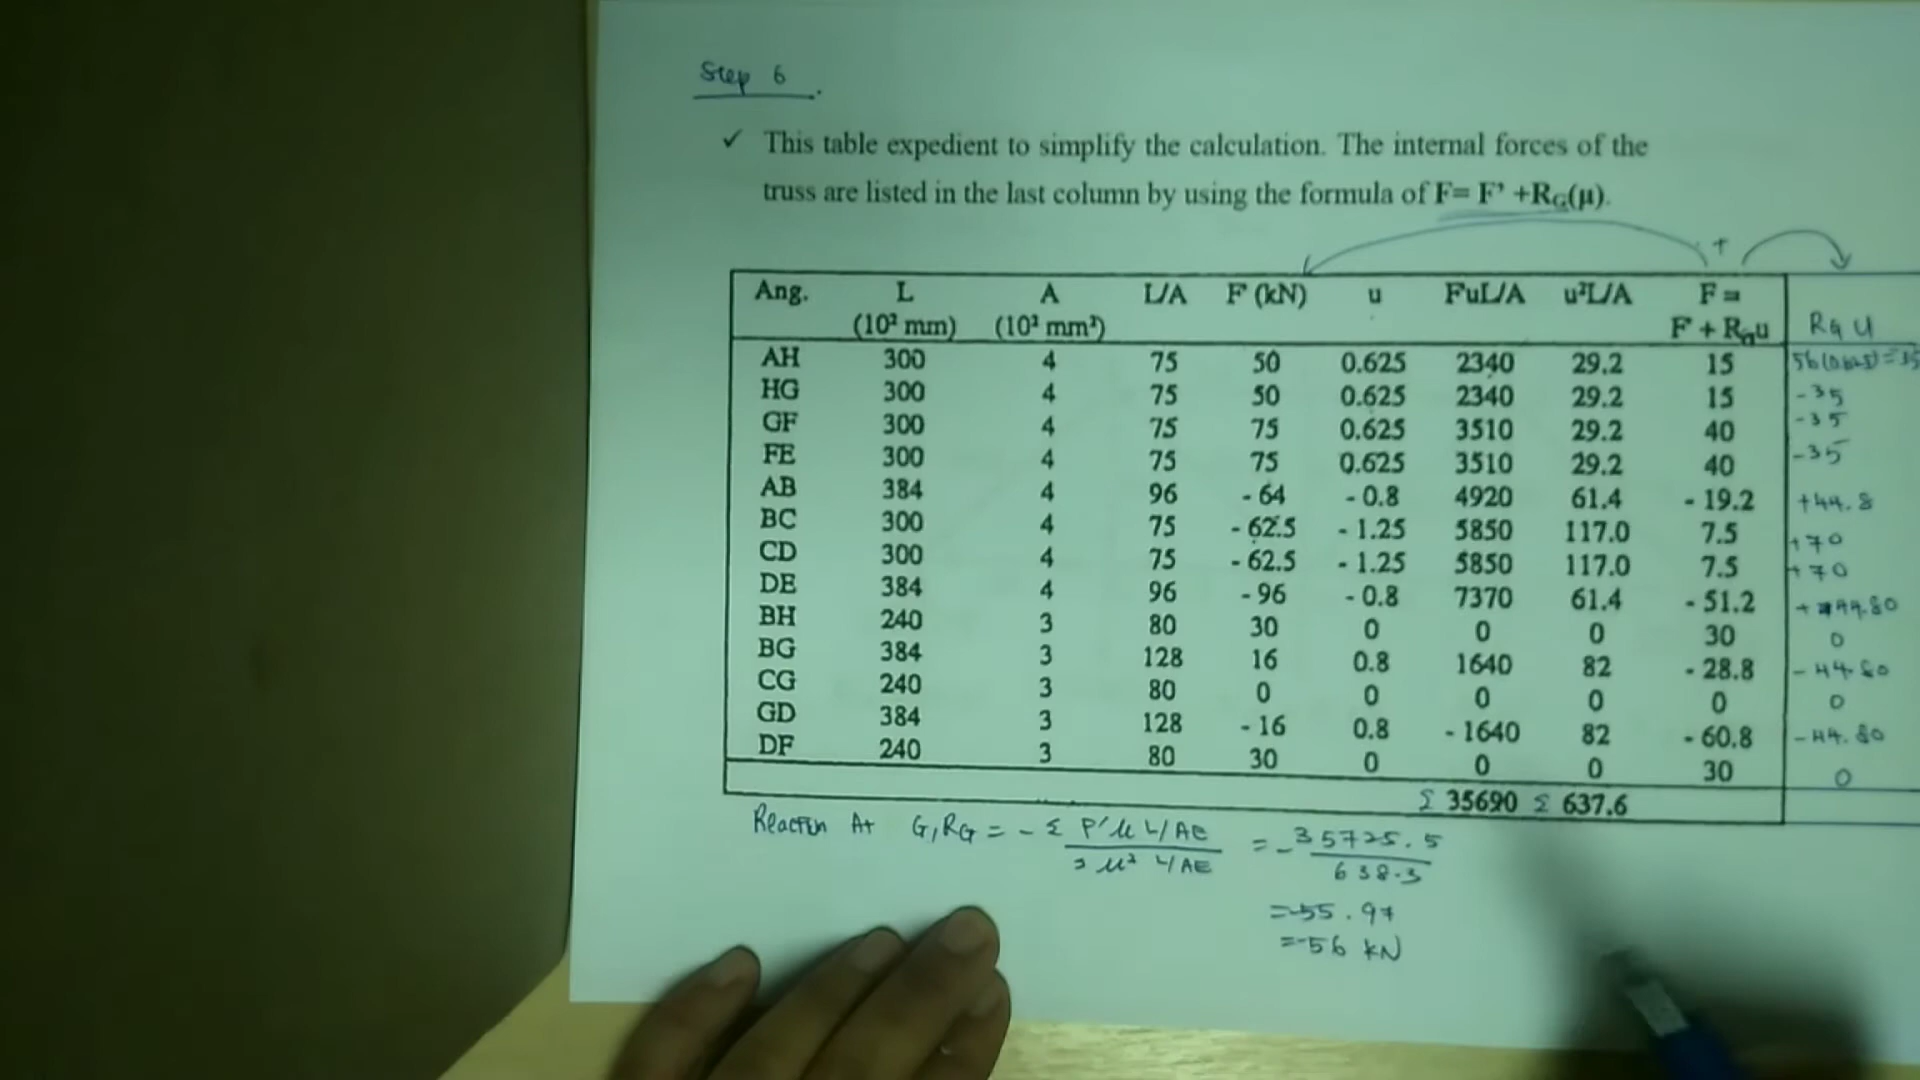 Step 6
✓ This table expedient to simplify the calculation. The internal forces of the
truss are listed in the last column by using the formula of F= F' +RG(μ).
+
Ang. L A L/A F' (kN) u F'uL/A u²L/A F =
(10² mm) (10² mm²) F' + RGu RG U
AH 300 4 75 50 0.625 2340 29.2 15
HG 300 4 75 50 0.625 2340 29.2 15 -35
GF 300 4 75 75 0.625 3510 29.2 40 -35
FE 300 4 75 75 0.625 3510 29.2 40 -35
AB 384 4 96 - 64 - 0.8 4920 61.4 - 19.2 +44.8
BC 300 4 75 - 62.5 - 1.25 5850 117.0 7.5 +70
CD 300 4 75 - 62.5 - 1.25 5850 117.0 7.5 +70
DE 384 4 96 - 96 - 0.8 7370 61.4 - 51.2 +44.80
BH 240 3 80 30 0 0 0 30 0
BG 384 3 128 16 0.8 1640 82 - 28.8 -44.80
CG 240 3 80 0 0 0 0 0 0
GD 384 3 128 - 16 0.8 - 1640 82 - 60.8 -44.80
DF 240 3 80 30 0 0 0 30 0
Σ 35690 Σ 637.6
Reaction At G, RG = - Σ P'μ L/AE = - 35725.5
μ² L/AE 638.3
=-55.97
=-56 kN